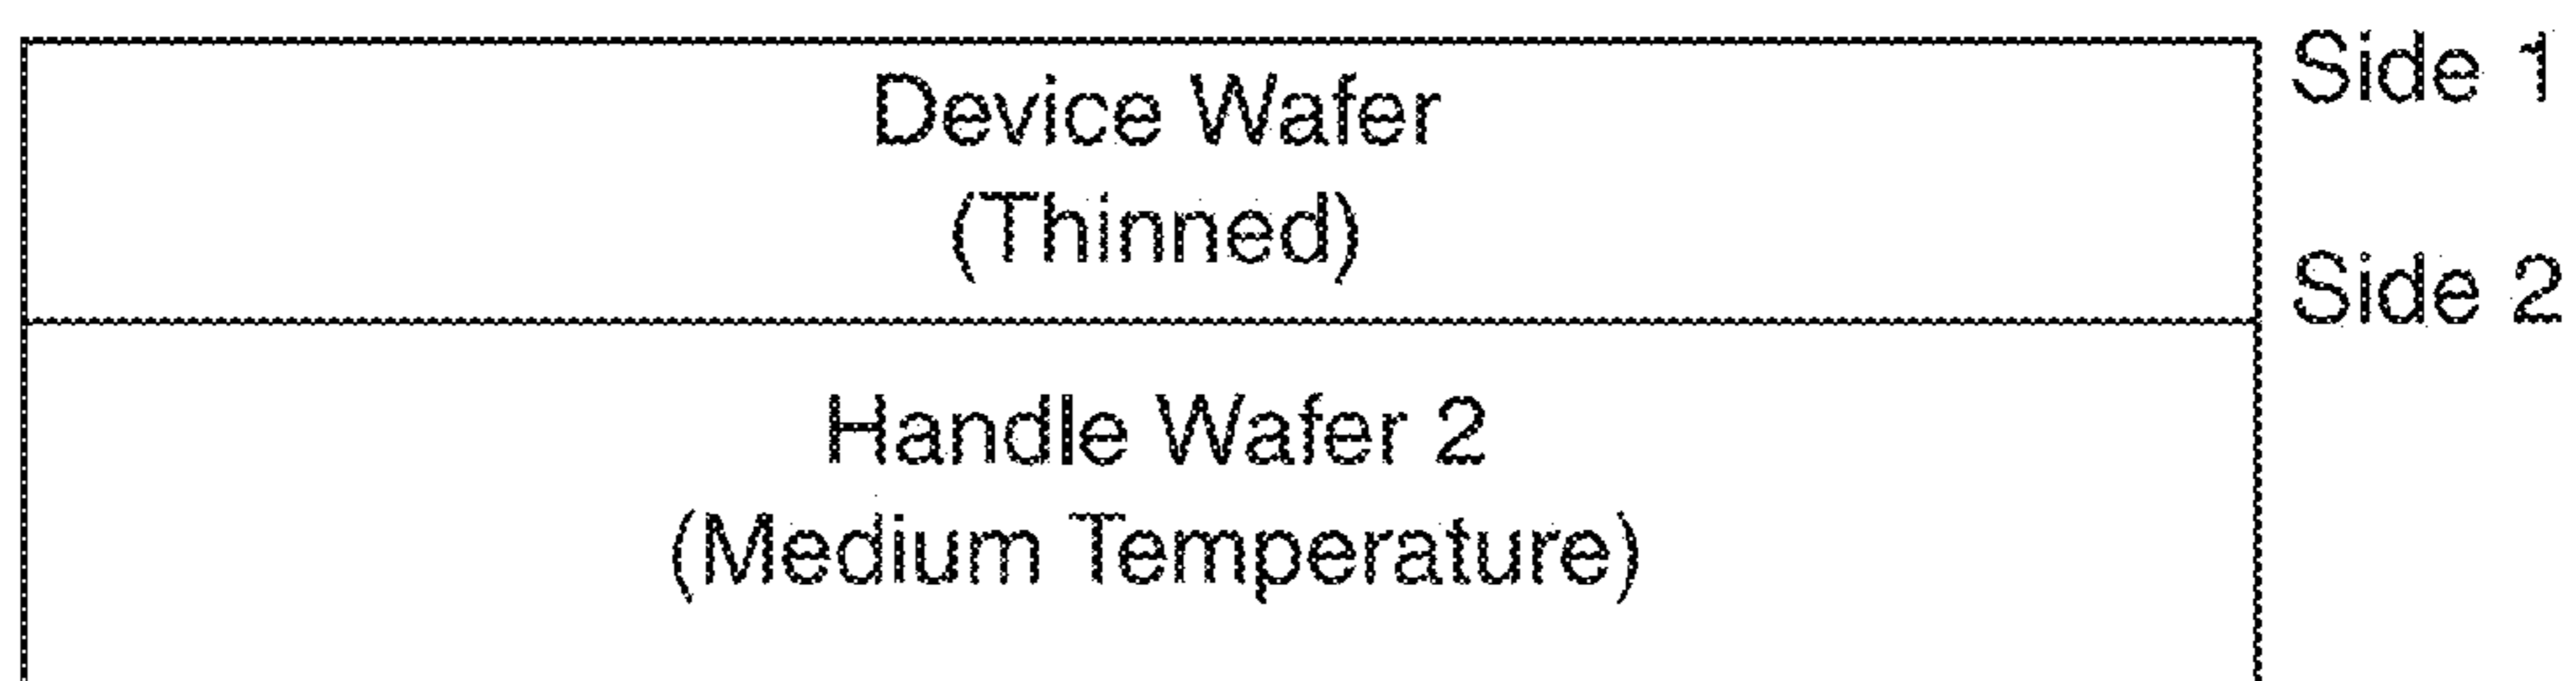 Device Wafer
(Thinned)
Side 1
Side 2
Handle Wafer 2
(Medium Temperature)